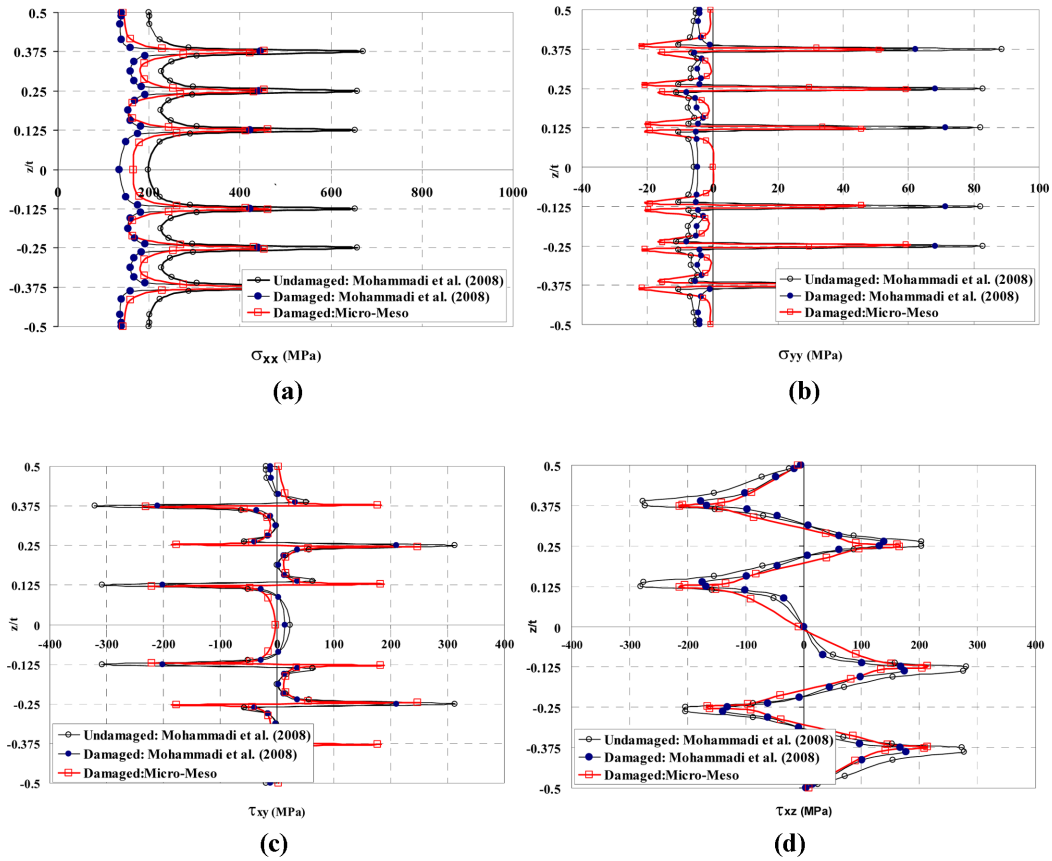 0.5
0.375
0.25
0.125
z/t
0
-0.125
-0.25
-0.375
-0.5
0 200 400 600 800 1000
Undamaged: Mohammadi et al. (2008)
Damaged: Mohammadi et al. (2008)
Damaged:Micro-Meso
σxx (MPa)
(a)
0.5
0.375
0.25
0.125
z/t
0
-0.125
-0.25
-0.375
-0.5
-40 -20 0 20 40 60 80 100
Undamaged: Mohammadi et al. (2008)
Damaged: Mohammadi et al. (2008)
Damaged:Micro-Meso
σyy (MPa)
(b)
0.5
0.375
0.25
0.125
z/t
0
-0.125
-0.25
-0.375
-0.5
-400 -300 -200 -100 0 100 200 300 400
Undamaged: Mohammadi et al. (2008)
Damaged: Mohammadi et al. (2008)
Damaged:Micro-Meso
τxy (MPa)
(c)
0.5
0.375
0.25
0.125
z/t
0
-0.125
-0.25
-0.375
-0.5
-400 -300 -200 -100 0 100 200 300 400
Undamaged: Mohammadi et al. (2008)
Damaged: Mohammadi et al. (2008)
Damaged:Micro-Meso
τxz (MPa)
(d)